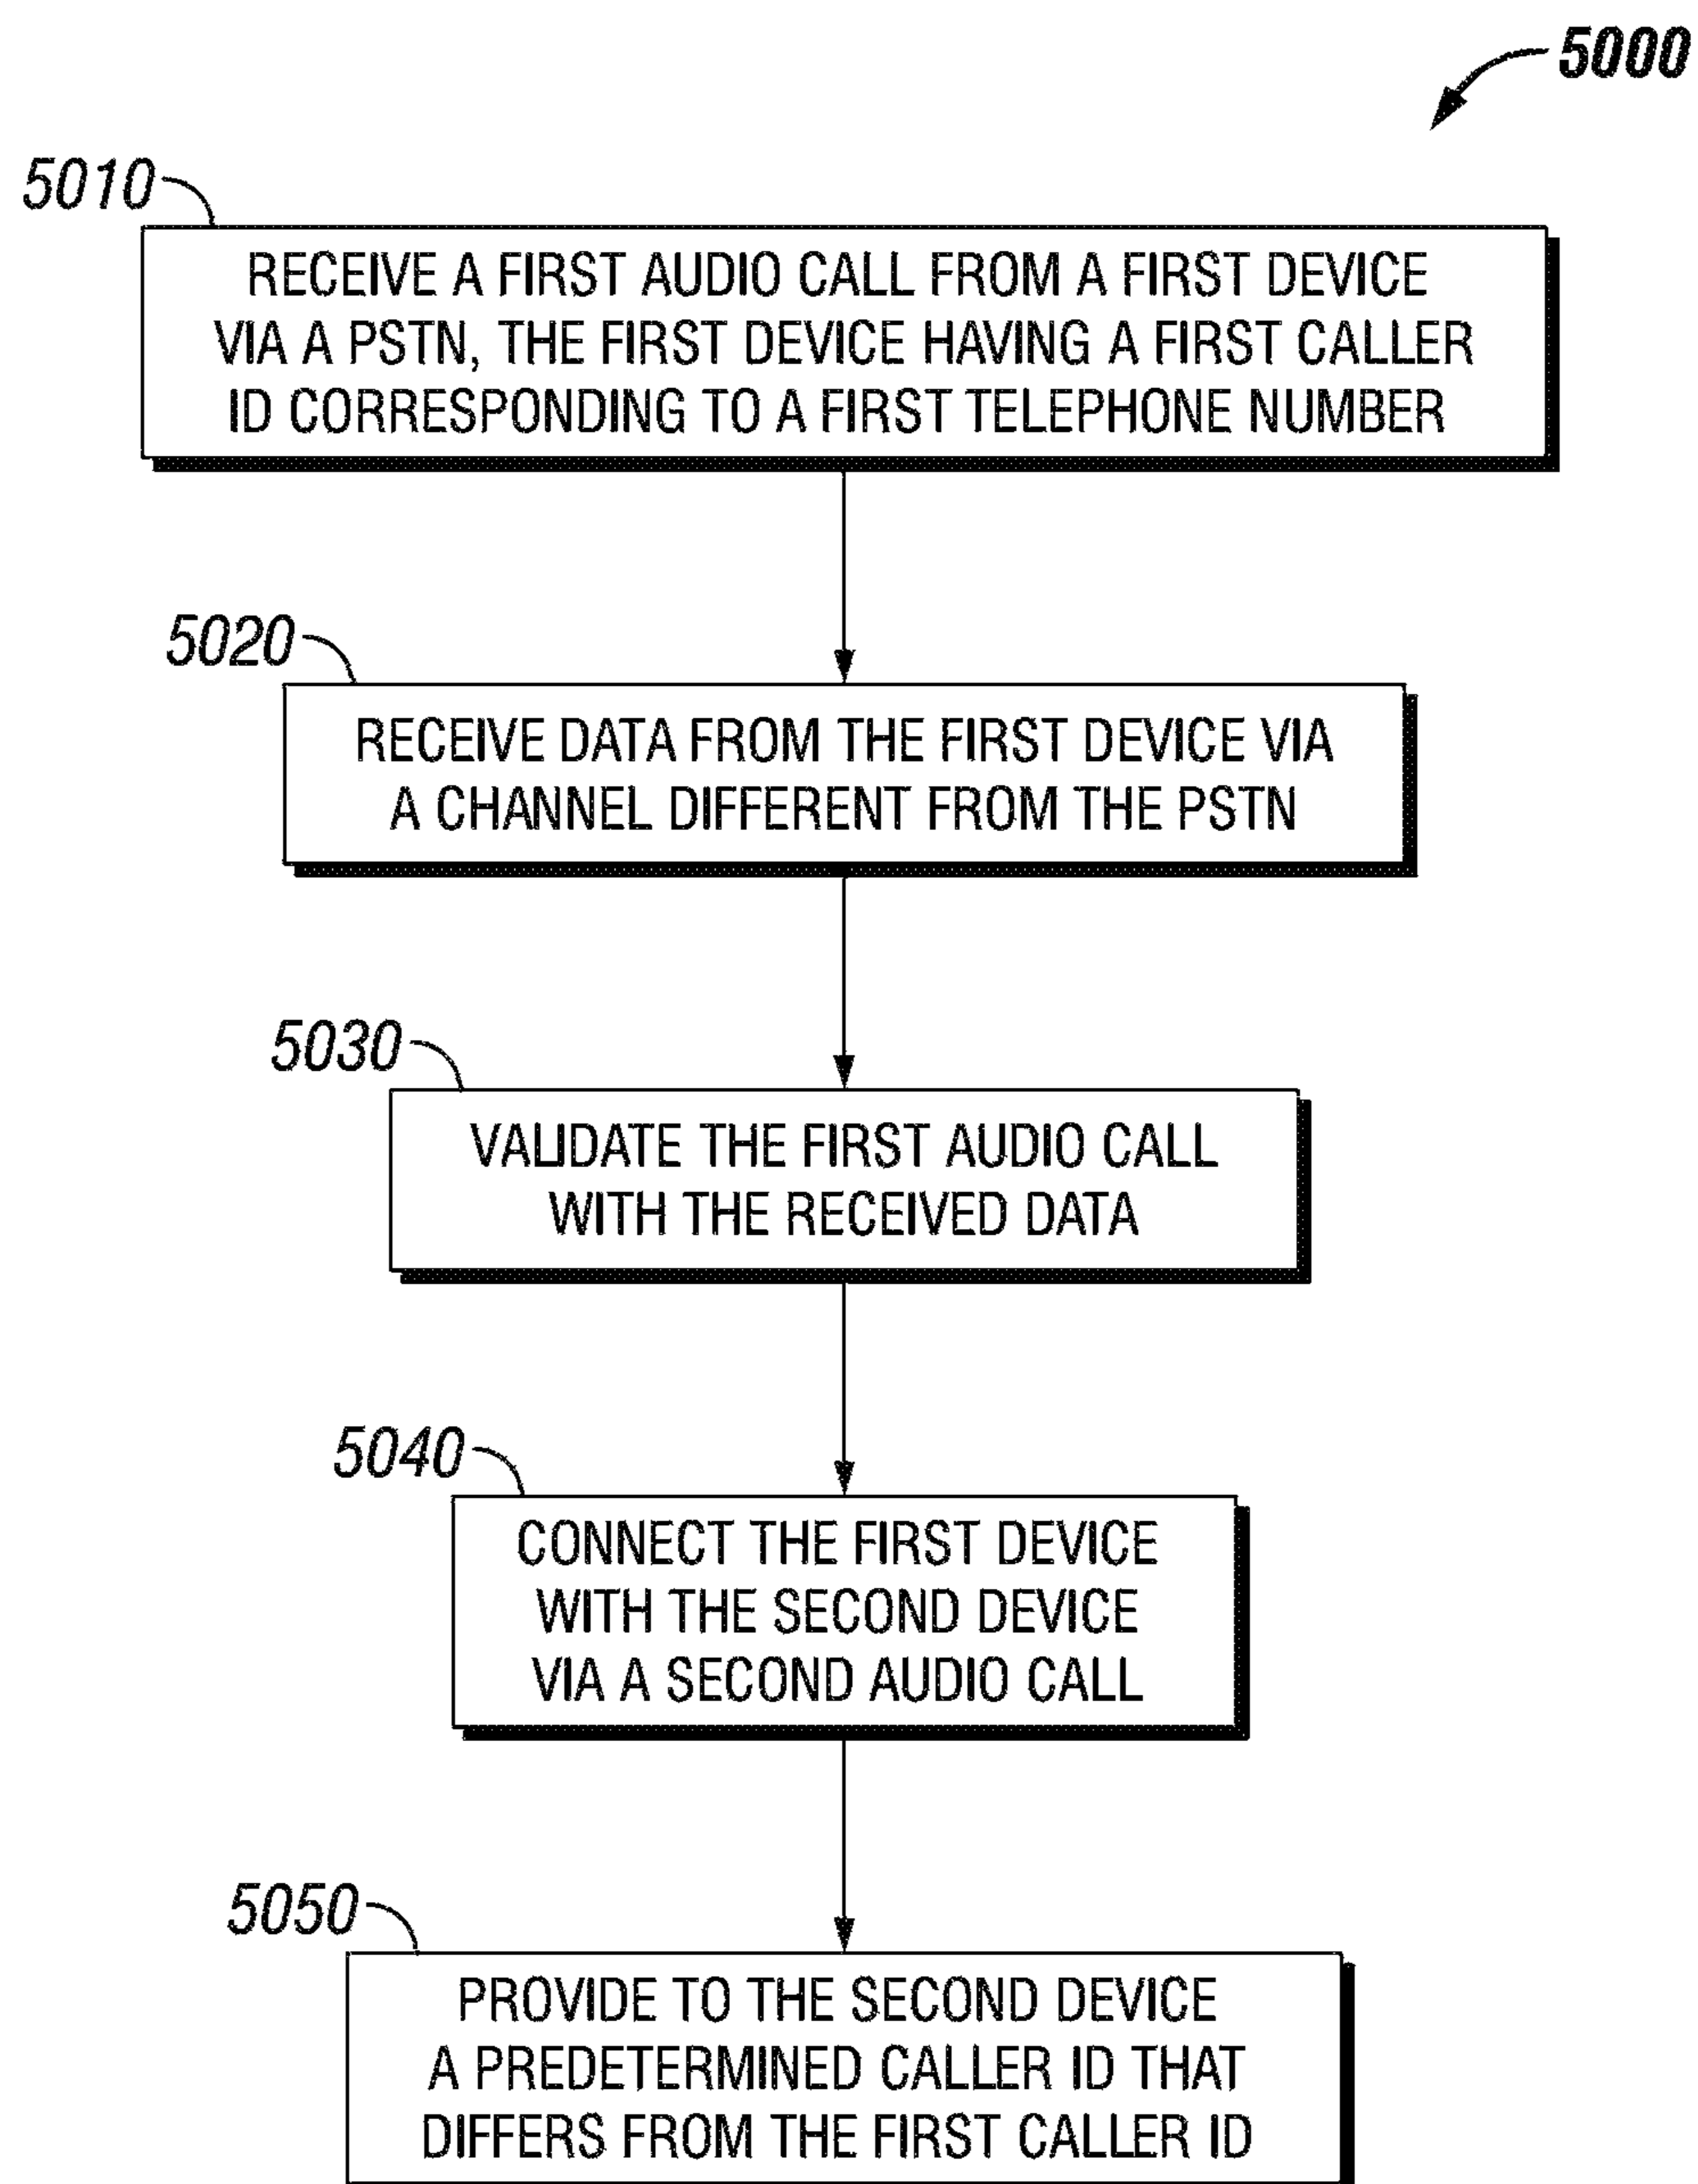 5000
5010
RECEIVE A FIRST AUDIO CALL FROM A FIRST DEVICE
VIA A PSTN, THE FIRST DEVICE HAVING A FIRST CALLER
ID CORRESPONDING TO A FIRST TELEPHONE NUMBER
5020
RECEIVE DATA FROM THE FIRST DEVICE VIA
A CHANNEL DIFFERENT FROM THE PSTN
5030
VALIDATE THE FIRST AUDIO CALL
WITH THE RECEIVED DATA
5040
CONNECT THE FIRST DEVICE
WITH THE SECOND DEVICE
VIA A SECOND AUDIO CALL
5050
PROVIDE TO THE SECOND DEVICE
A PREDETERMINED CALLER ID THAT
DIFFERS FROM THE FIRST CALLER ID